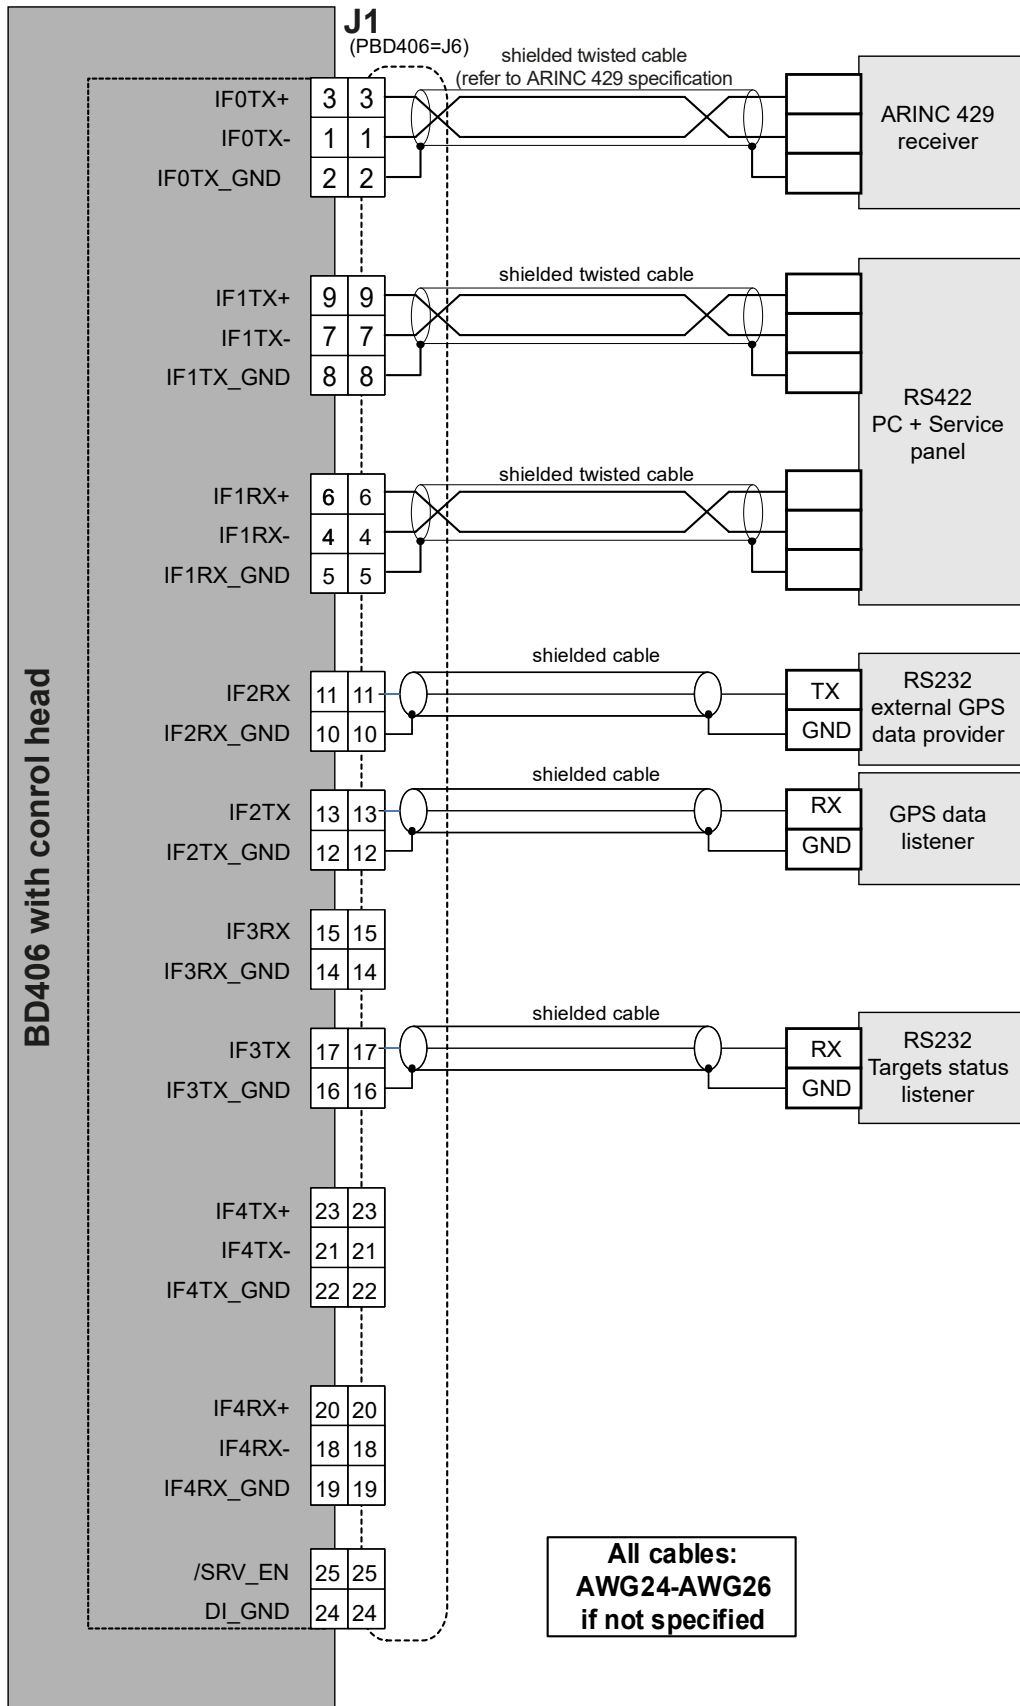 J1
(PBD406=J6)
shielded twisted cable
(refer to ARINC 429 specification
IF0TX+ 3 3
IF0TX- 1 1
IF0TX_GND 2 2
ARINC 429
receiver
shielded twisted cable
IF1TX+ 9 9
IF1TX- 7 7
IF1TX_GND 8 8
RS422
PC + Service
panel
shielded twisted cable
IF1RX+ 6 6
IF1RX- 4 4
IF1RX_GND 5 5
BD406 with conrol head
shielded cable
IF2RX 11 11 TX
IF2RX_GND 10 10 GND
RS232
external GPS
data provider
shielded cable
IF2TX 13 13 RX
IF2TX_GND 12 12 GND
GPS data
listener
IF3RX 15 15
IF3RX_GND 14 14
shielded cable
IF3TX 17 17 RX
IF3TX_GND 16 16 GND
RS232
Targets status
listener
IF4TX+ 23 23
IF4TX- 21 21
IF4TX_GND 22 22
IF4RX+ 20 20
IF4RX- 18 18
IF4RX_GND 19 19
/SRV_EN 25 25
DI_GND 24 24
All cables:
AWG24-AWG26
if not specified